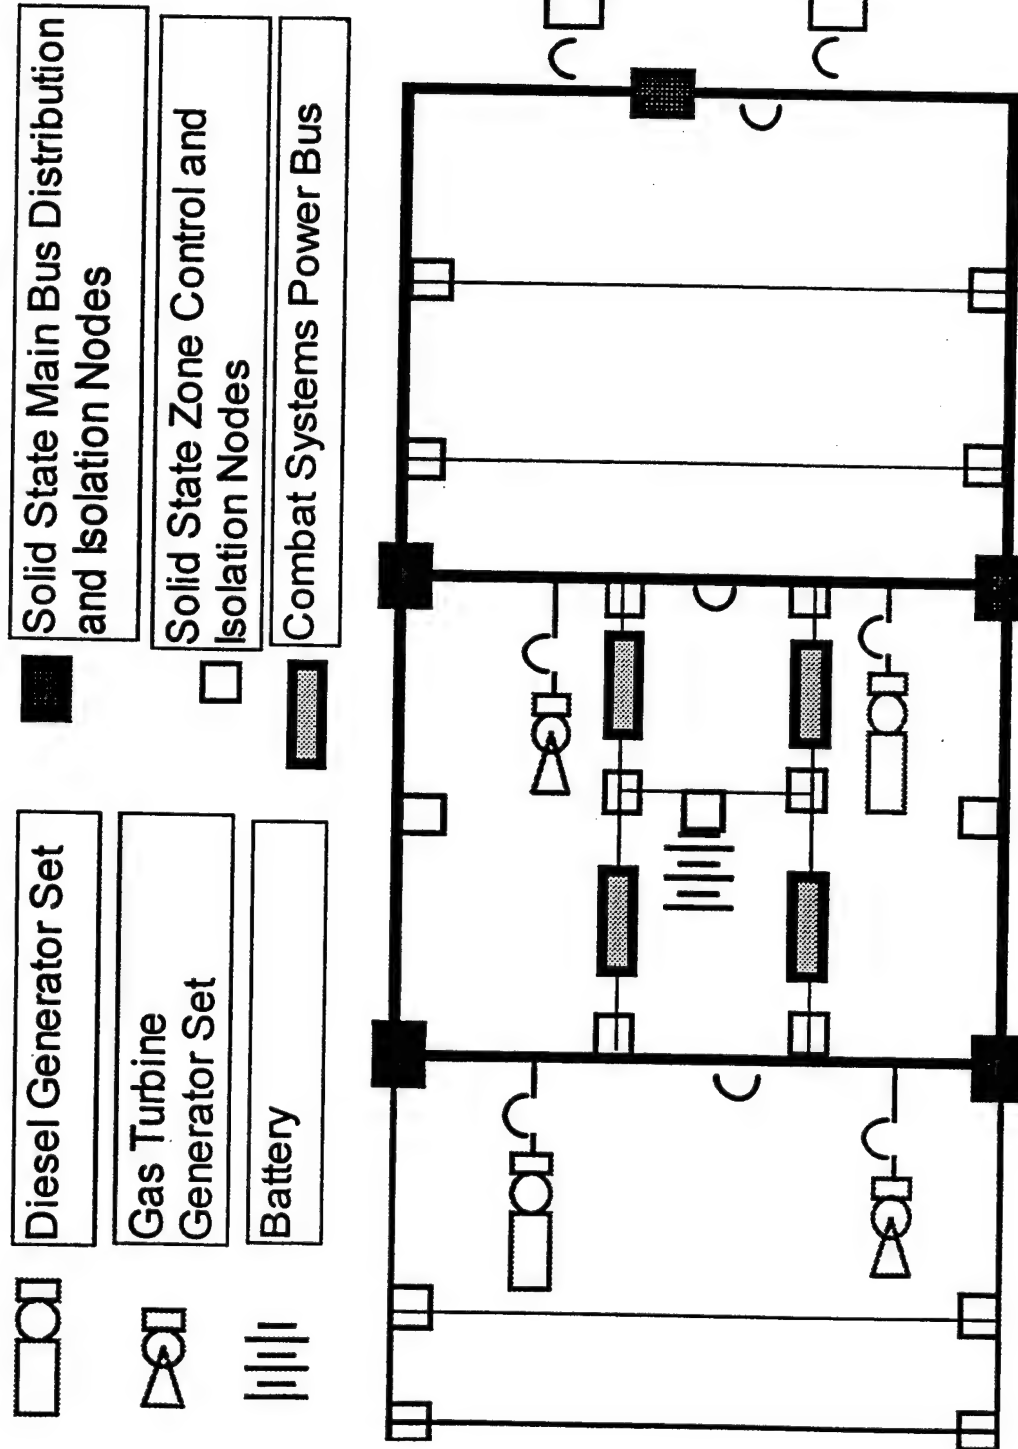 Diesel Generator Set
Gas Turbine
Generator Set
Battery
Solid State Main Bus Distribution
and Isolation Nodes
Solid State Zone Control and
Isolation Nodes
Combat Systems Power Bus